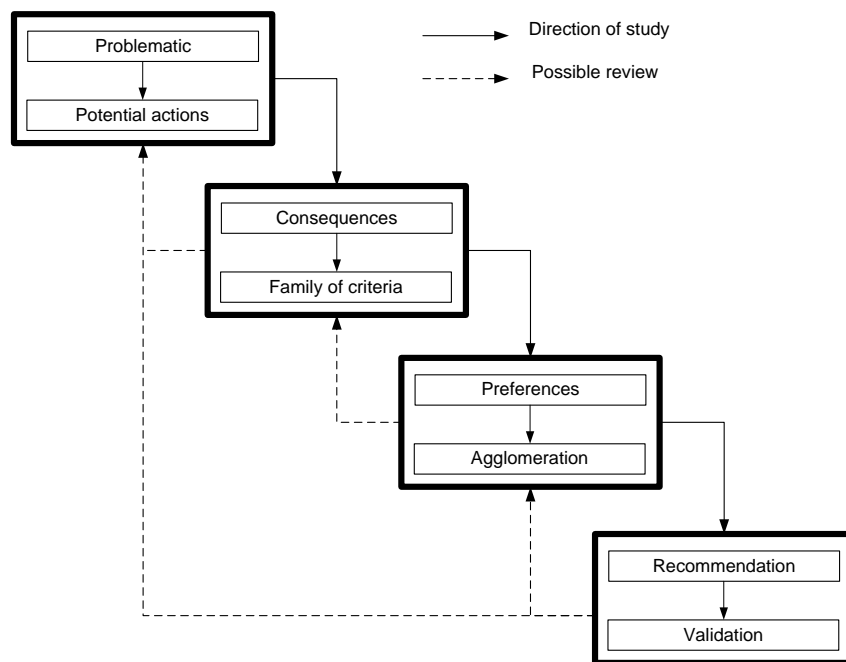 Problematic
Potential actions
Direction of study
Possible review
Consequences
Family of criteria
Preferences
Agglomeration
Recommendation
Validation